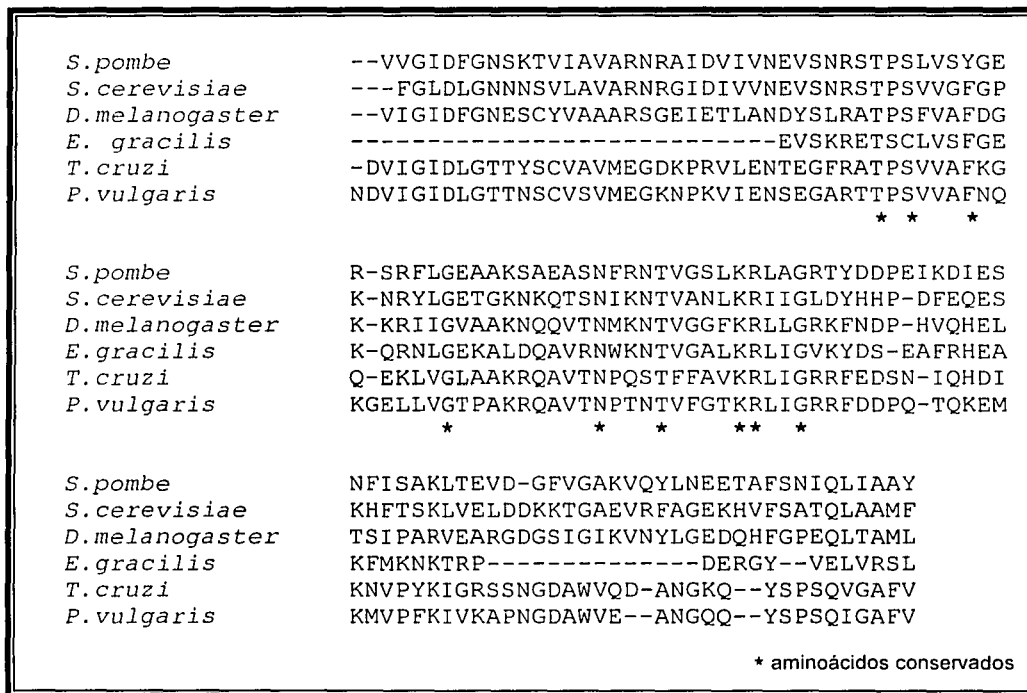 S.pombe --VVGIDFGNSKTVIAVARNRAIDVIVNEVSNRSTPSLVSYGE
S.cerevisiae ---FGLDLGNNNSVLAVARNRGIDIVVNEVSNRSTPSVVGFGP
D.melanogaster --VIGIDFGNESCYVAAARSGEIETLANDYSLRATPSFVAFDG
E. gracilis ----------------------------EVSKRETSCLVSFGE
T.cruzi -DVIGIDLGTTYSCVAVMEGDKPRVLENTEGFRATPSVVAFKG
P.vulgaris NDVIGIDLGTTNSCVSVMEGKNPKVIENSEGARTTPSVVAFNQ
* * *
S.pombe R-SRFLGEAAKSAEASNFRNTVGSLKRLAGRTYDDPEIKDIES
S.cerevisiae K-NRYLGETGKNKQTSNIKNTVANLKRIIGLDYHHP-DFEQES
D.melanogaster K-KRIIGVAAKNQQVTNMKNTVGGFKRLLGRKFNDP-HVQHEL
E.gracilis K-QRNLGEKALDQAVRNWKNTVGALKRLIGVKYDS-EAFRHEA
T.cruzi Q-EKLVGLAAKRQAVTNPQSTFFAVKRLIGRRFEDSN-IQHDI
P.vulgaris KGELLVGTPAKRQAVTNPTNTVFGTKRLIGRRFDDPQ-TQKEM
* * * ** *
S.pombe NFISAKLTEVD-GFVGAKVQYLNEETAFSNIQLIAAY
S.cerevisiae KHFTSKLVELDDKKTGAEVRFAGEKHVFSATQLAAMF
D.melanogaster TSIPARVEARGDGSIGIKVNYLGEDQHFGPEQLTAML
E.gracilis KFMKNKTRP--------------DERGY--VELVRSL
T.cruzi KNVPYKIGRSSNGDAWVQD-ANGKQ--YSPSQVGAFV
P.vulgaris KMVPFKIVKAPNGDAWVE--ANGQQ--YSPSQIGAFV
* aminoácidos conservados